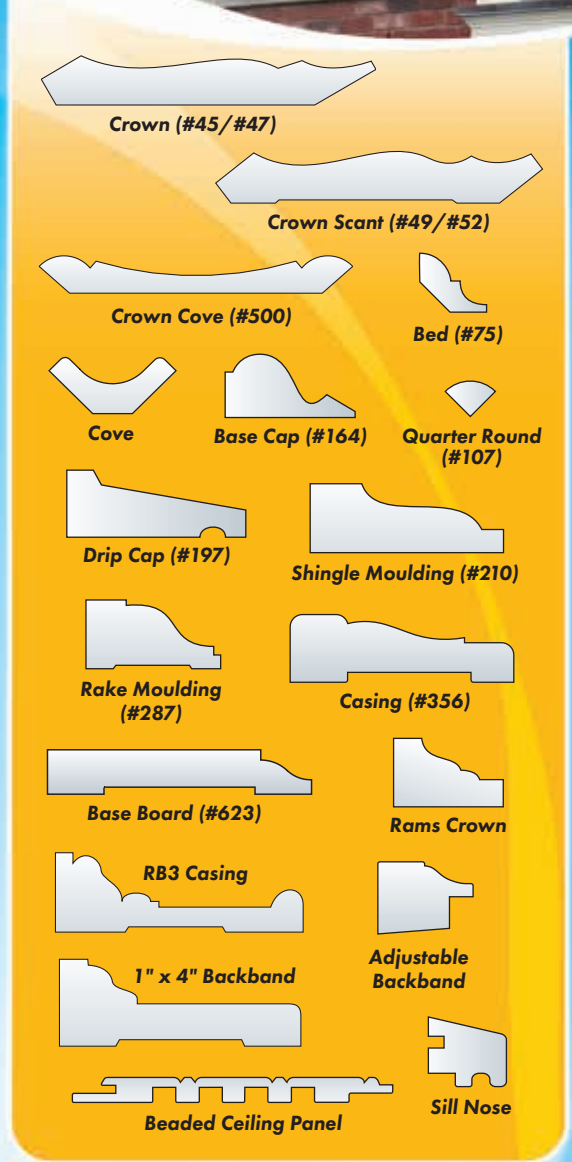 Crown (#45/#47)
Crown Scant (#49/#52)
Crown Cove (#500)
Bed (#75)
Cove
Base Cap (#164)
Quarter Round
(#107)
Drip Cap (#197)
Shingle Moulding (#210)
Rake Moulding
(#287)
Casing (#356)
Base Board (#623)
Rams Crown
RB3 Casing
Adjustable
Backband
1" x 4" Backband
Sill Nose
Beaded Ceiling Panel